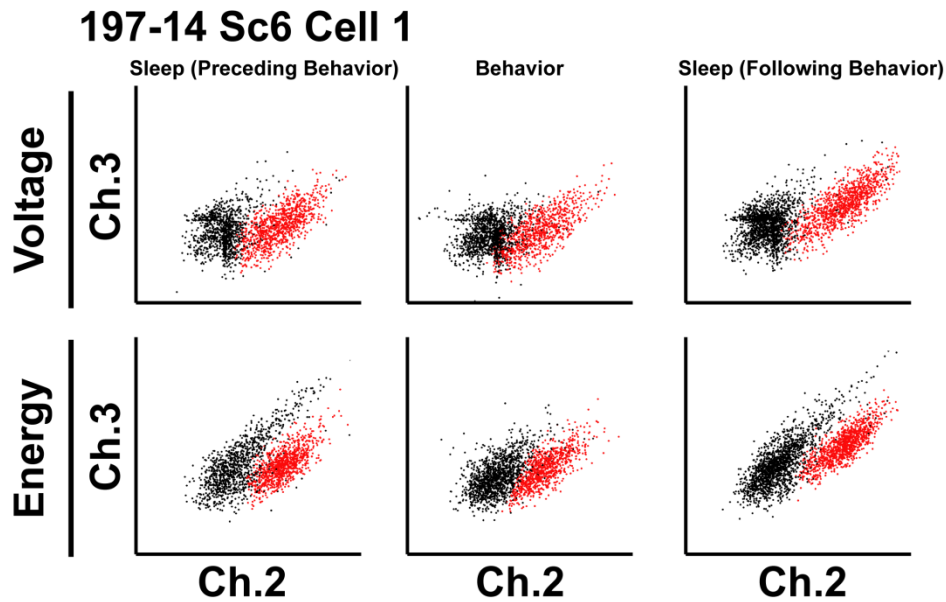 197-14 Sc6 Cell 1
Sleep (Preceding Behavior)
Behavior
Sleep (Following Behavior)
Voltage
Ch.3
Energy
Ch.3
Ch.2
Ch.2
Ch.2